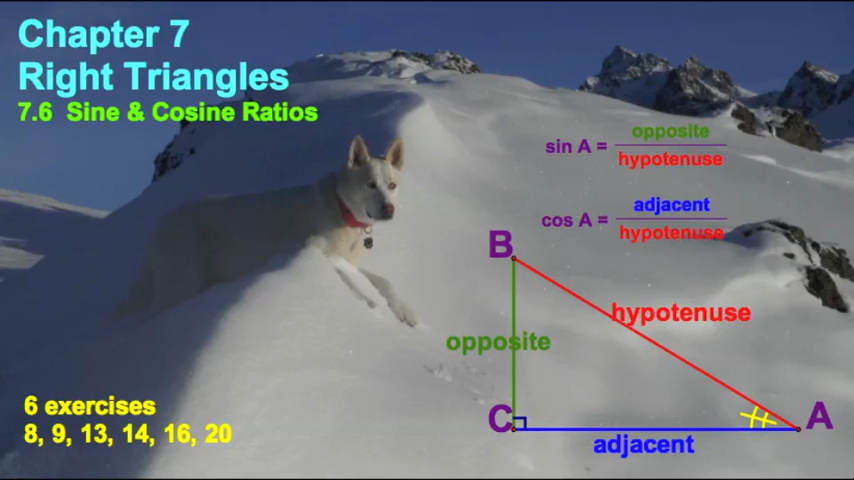 Chapter 7
Right Triangles
7.6 Sine & Cosine Ratios
sin A = opposite
hypotenuse
cos A = adjacent
hypotenuse
B
hypotenuse
opposite
C
A
adjacent
6 exercises
8, 9, 13, 14, 16, 20